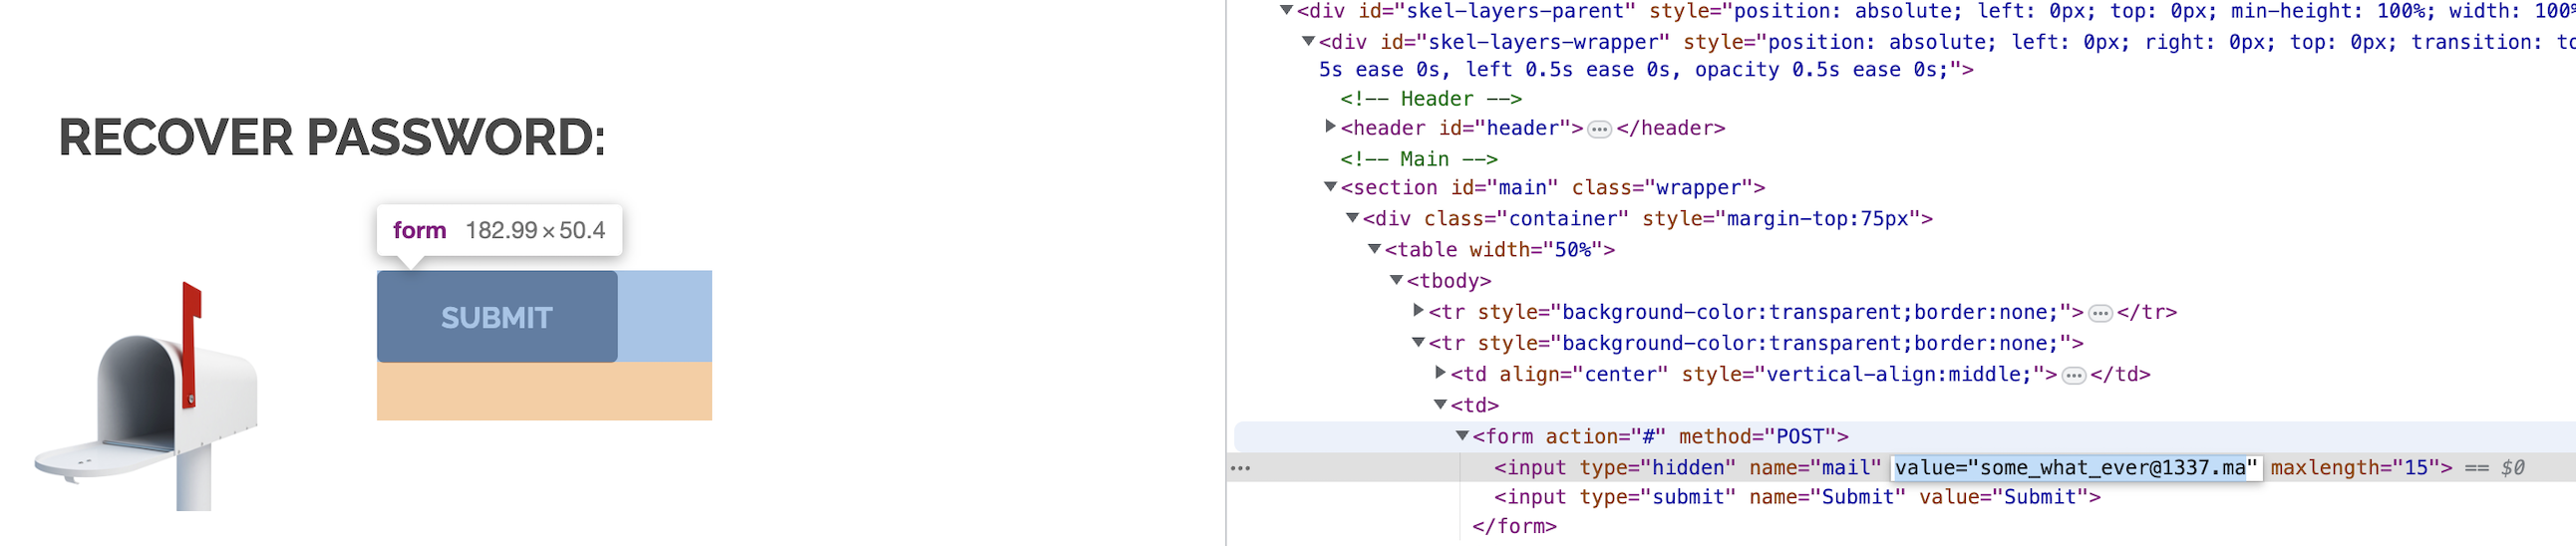 RECOVER PASSWORD:
form 182.99 × 50.4
SUBMIT
<div id="skel-layers-parent" style="position: absolute; left: 0px; top: 0px; min-height: 100%; width: 100%
<div id="skel-layers-wrapper" style="position: absolute; left: 0px; right: 0px; top: 0px; transition: to
5s ease 0s, left 0.5s ease 0s, opacity 0.5s ease 0s;">
<!-- Header -->
<header id="header"> ⋯ </header>
<!-- Main -->
<section id="main" class="wrapper">
<div class="container" style="margin-top:75px">
<table width="50%">
<tbody>
<tr style="background-color:transparent;border:none;"> ⋯ </tr>
<tr style="background-color:transparent;border:none;">
<td align="center" style="vertical-align:middle;"> ⋯ </td>
<td>
<form action="#" method="POST">
<input type="hidden" name="mail" value="some_what_ever@1337.ma" maxlength="15"> == $0
<input type="submit" name="Submit" value="Submit">
</form>